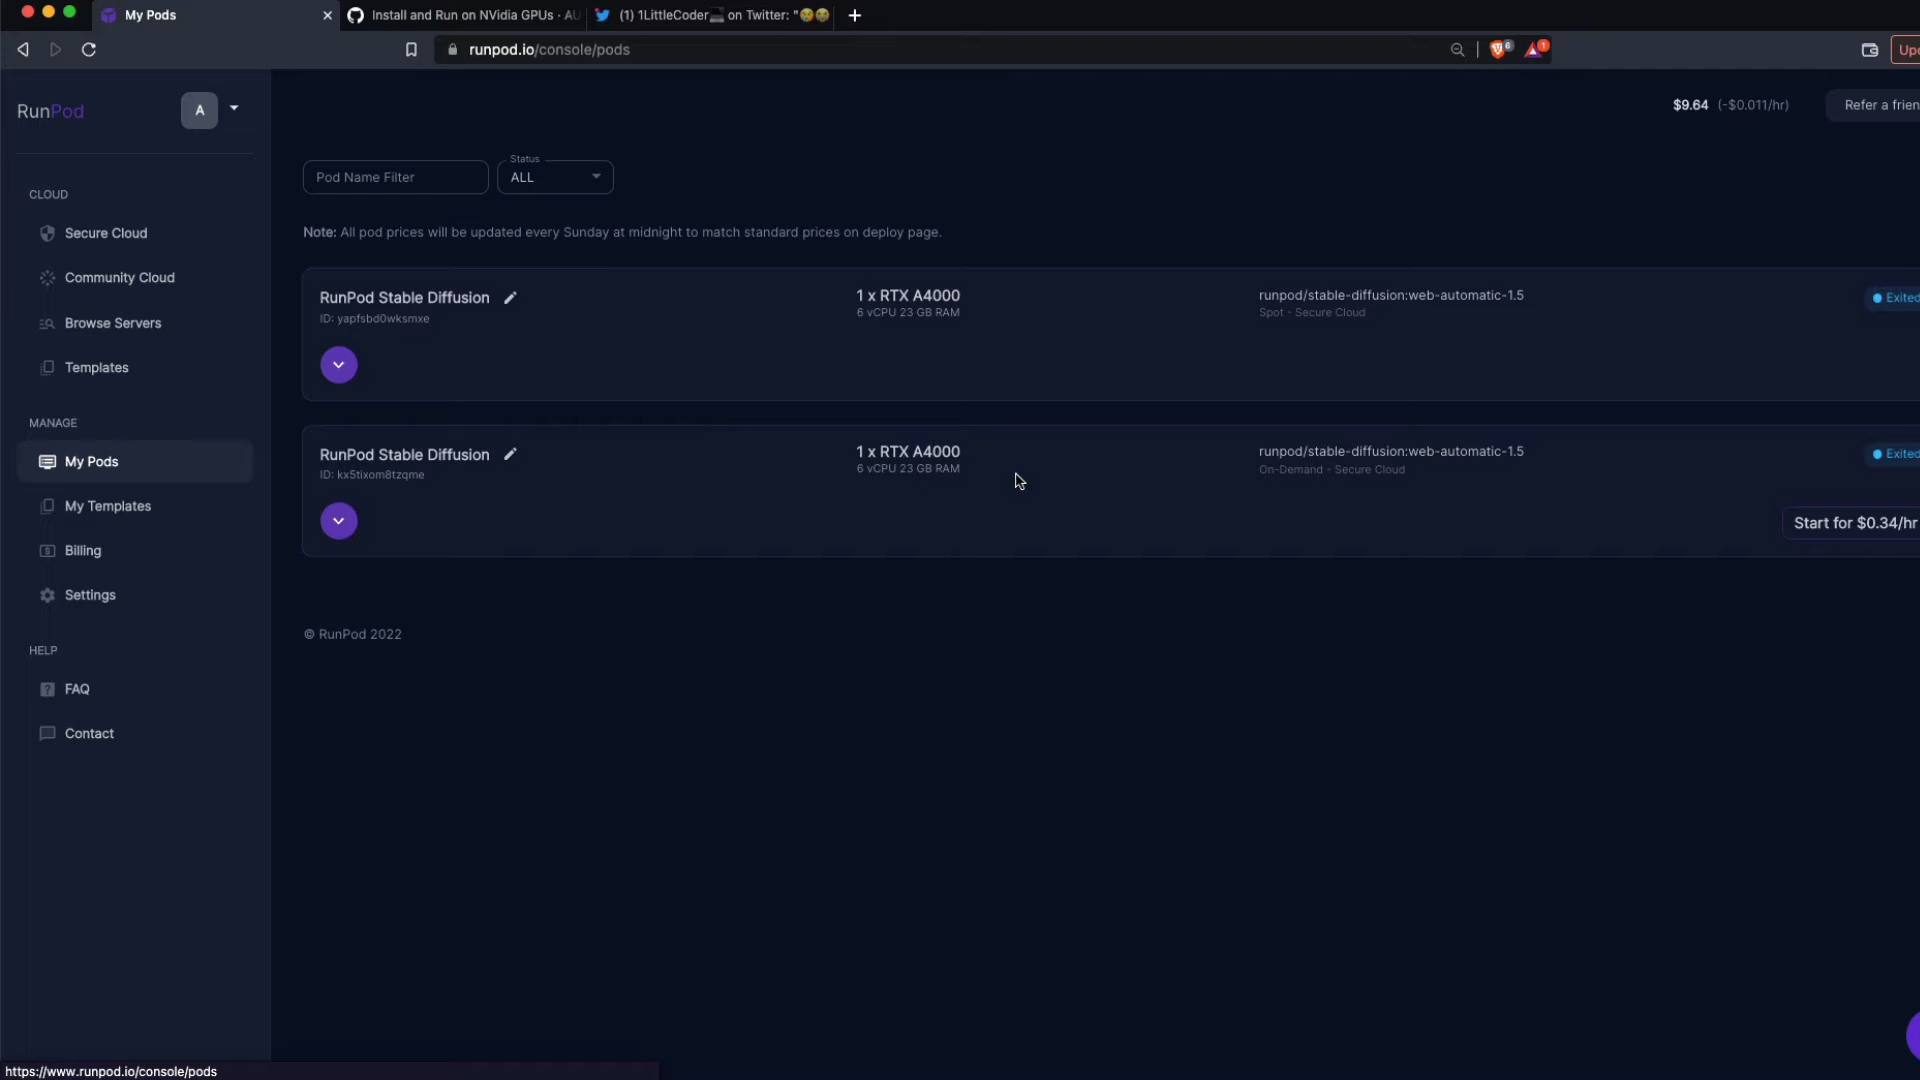 My Pods
Install and Run on NVidia GPUs · AU
(1) 1LittleCoder💻 on Twitter: "😢😭
runpod.io/console/pods
6
1
Upd
RunPod
A
$9.64 (-$0.011/hr)
Refer a frien
Pod Name Filter
Status
ALL
Note: All pod prices will be updated every Sunday at midnight to match standard prices on deploy page.
CLOUD
Secure Cloud
Community Cloud
Browse Servers
Templates
MANAGE
My Pods
My Templates
Billing
Settings
HELP
FAQ
Contact
RunPod Stable Diffusion
ID: yapfsbd0wksmxe
1 x RTX A4000
6 vCPU 23 GB RAM
runpod/stable-diffusion:web-automatic-1.5
Spot - Secure Cloud
Exited
RunPod Stable Diffusion
ID: kx5tixom8tzqme
1 x RTX A4000
6 vCPU 23 GB RAM
runpod/stable-diffusion:web-automatic-1.5
On-Demand - Secure Cloud
Exited
Start for $0.34/hr
© RunPod 2022
https://www.runpod.io/console/pods